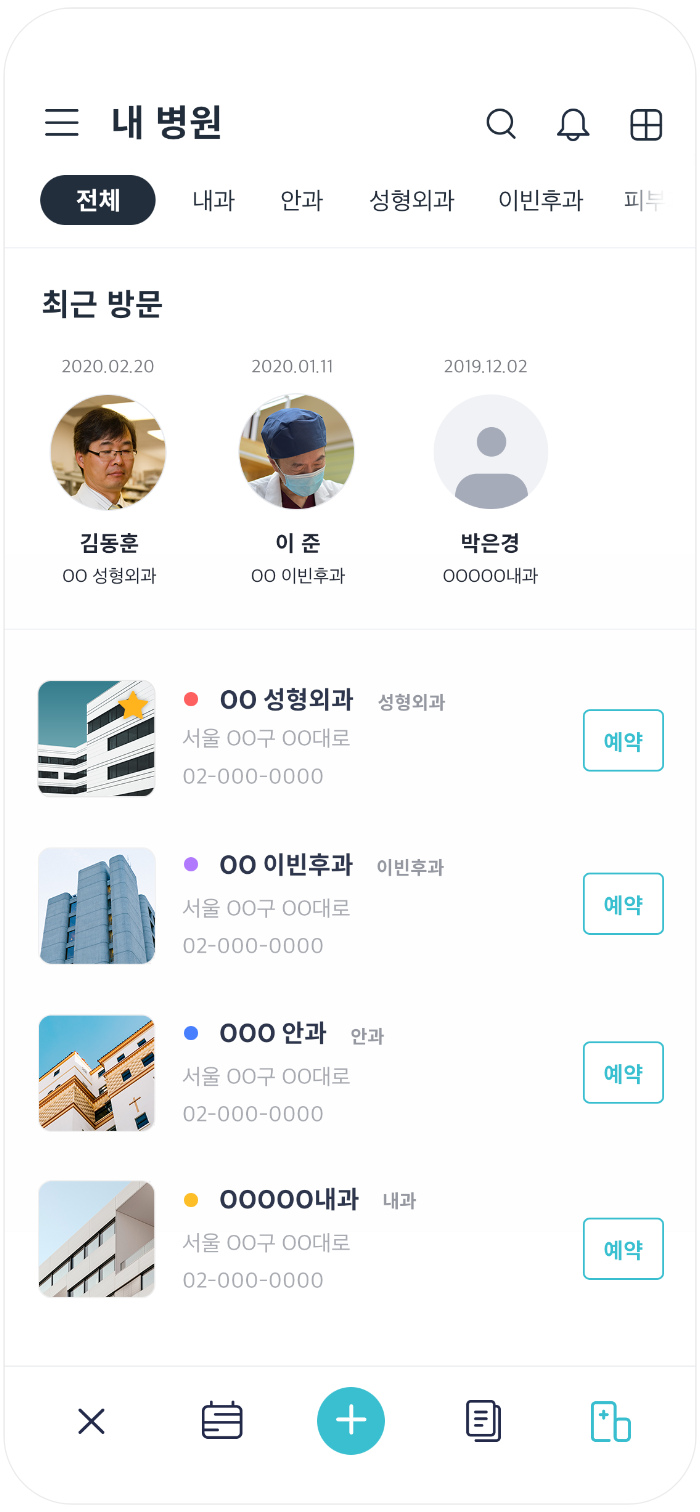 내 병원
전체 내과 안과 성형외과 이빈후과 피부
최근 방문
2020.02.20 2020.01.11 2019.12.02
김동훈 이 준 박은경
OO 성형외과 OO 이빈후과 OOOOO내과
OO 성형외과 성형외과
서울 OO구 OO대로
02-000-0000
예약
OO 이빈후과 이빈후과
서울 OO구 OO대로
02-000-0000
예약
OOO 안과 안과
서울 OO구 OO대로
02-000-0000
예약
OOOOO내과 내과
서울 OO구 OO대로
02-000-0000
예약